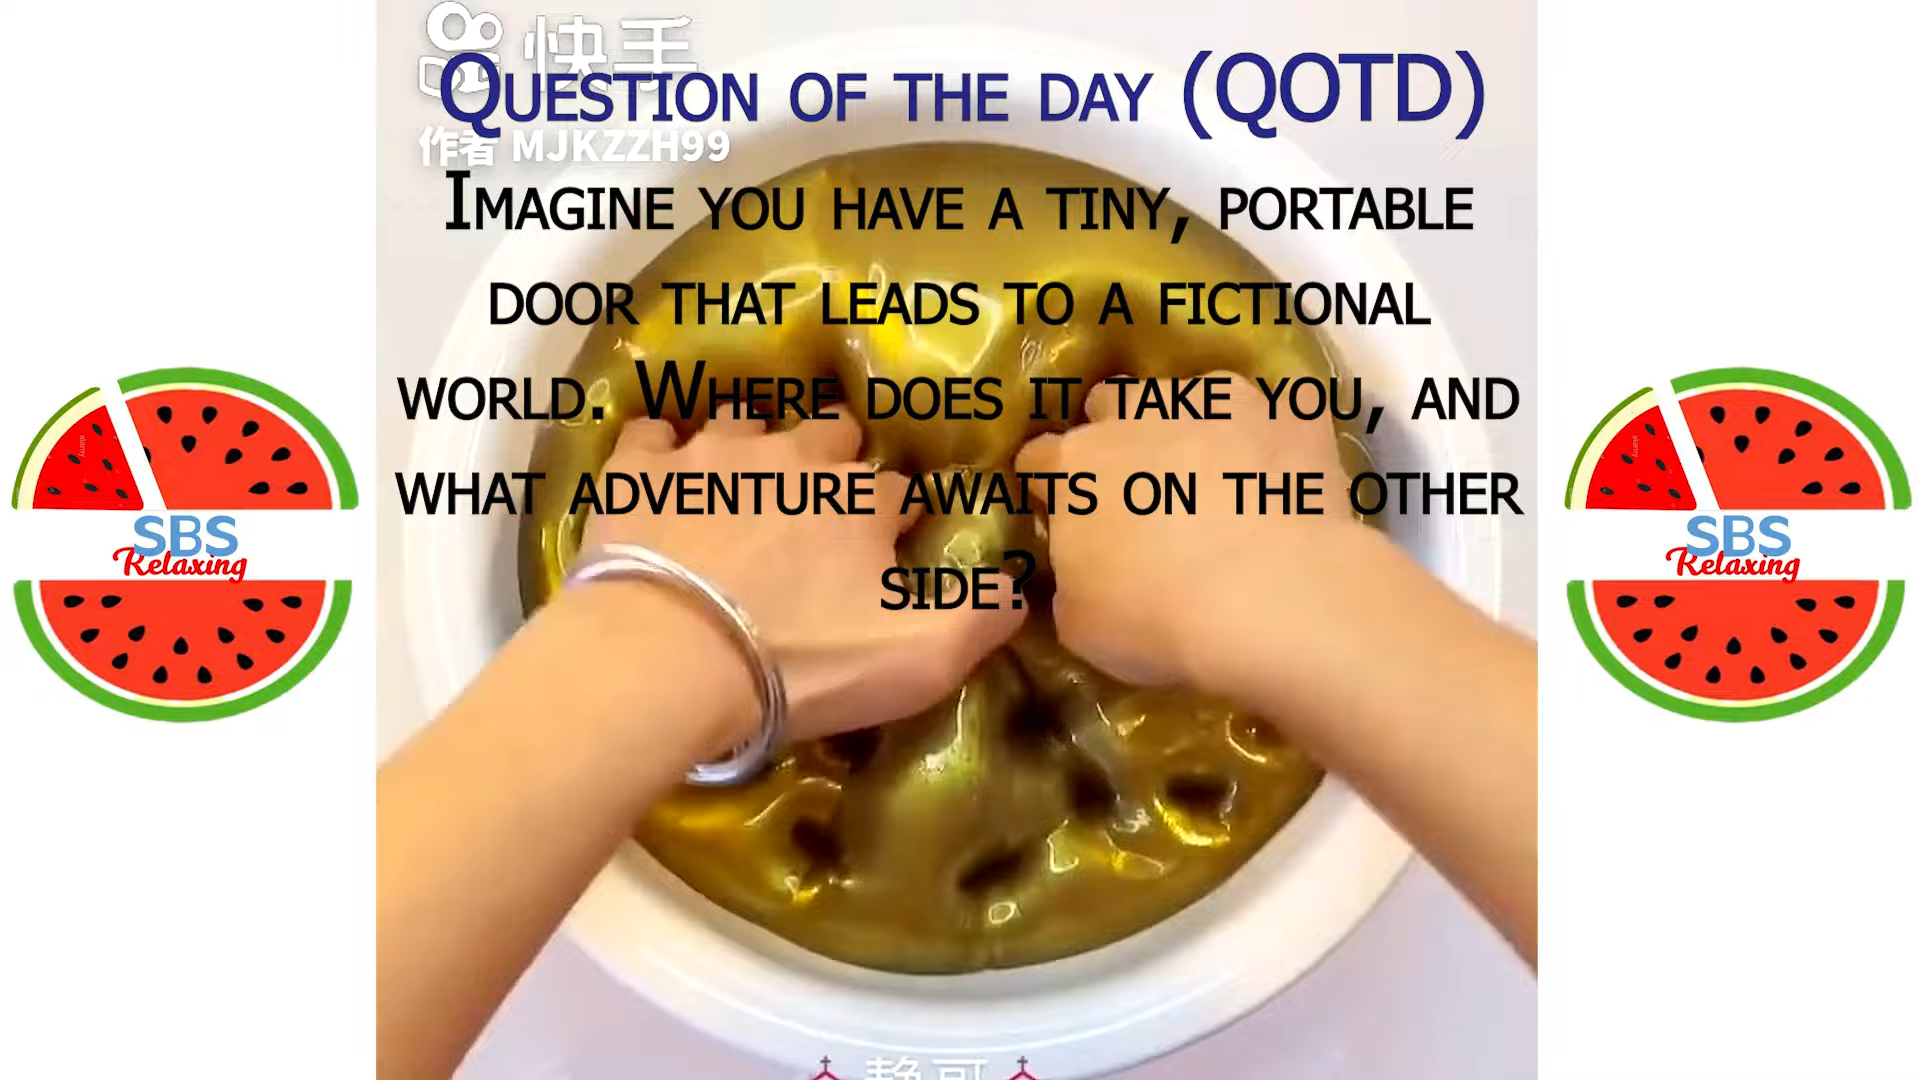 快手
QUESTION OF THE DAY (QOTD)
作者 MJKZZH99
IMAGINE YOU HAVE A TINY, PORTABLE
DOOR THAT LEADS TO A FICTIONAL
WORLD. WHERE DOES IT TAKE YOU, AND
WHAT ADVENTURE AWAITS ON THE OTHER
SIDE?
SBS
Relaxing
SBS
Relaxing